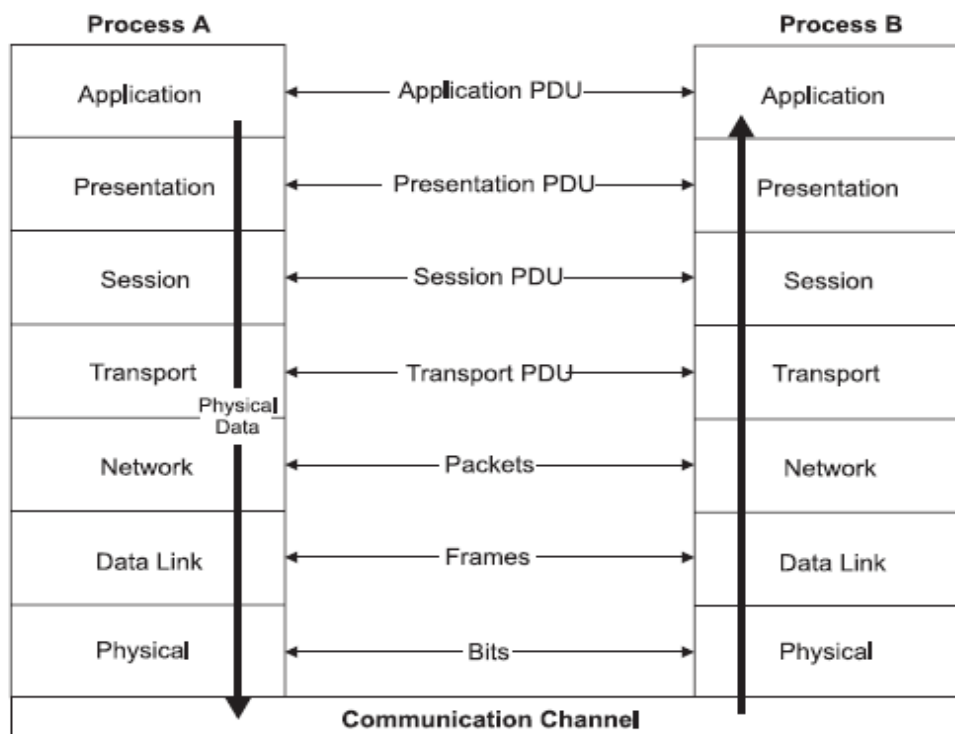 Process A
Process B
Application
Application PDU
Application
Presentation
Presentation PDU
Presentation
Session
Session PDU
Session
Transport
Transport PDU
Transport
Physical
Data
Network
Packets
Network
Data Link
Frames
Data Link
Physical
Bits
Physical
Communication Channel